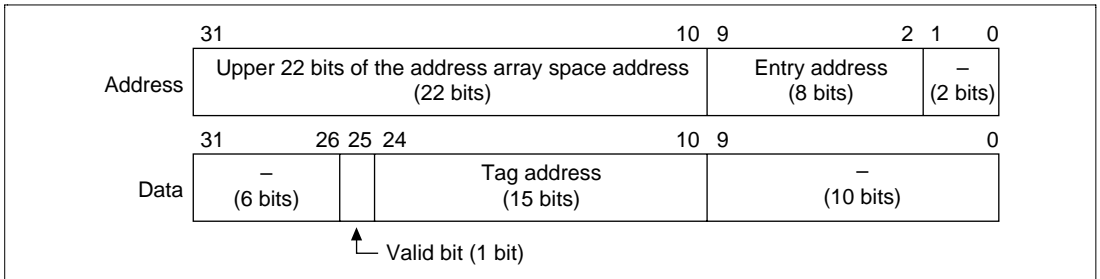 31 10 9 2 1 0
Address Upper 22 bits of the address array space address Entry address –
(22 bits) (8 bits) (2 bits)
31 26 25 24 10 9 0
Data – Tag address –
(6 bits) (15 bits) (10 bits)
Valid bit (1 bit)